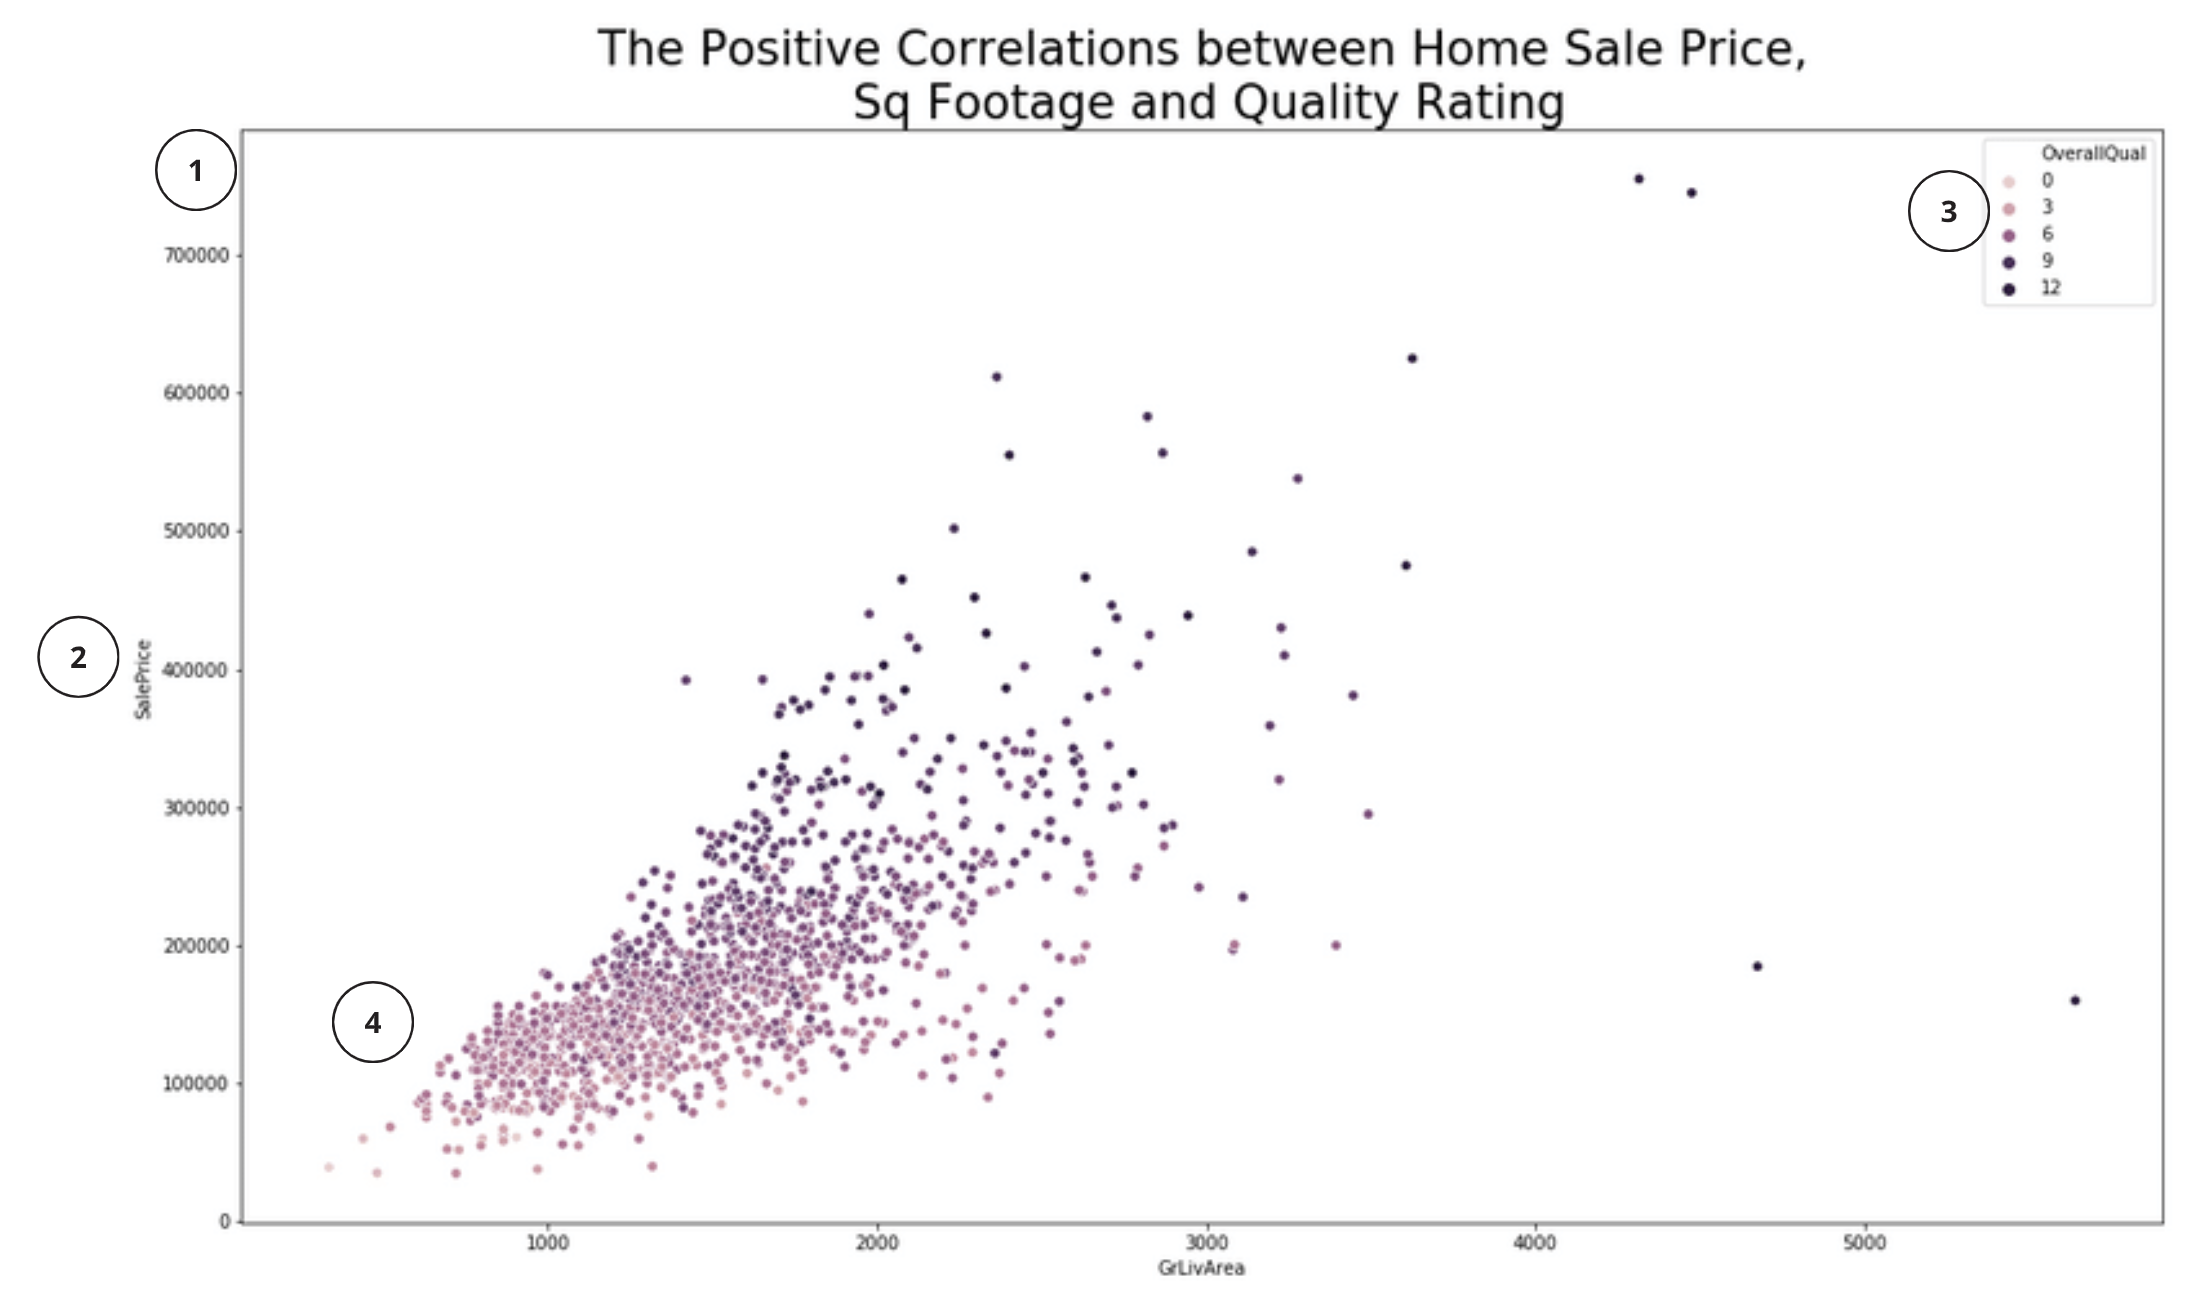 The Positive Correlations between Home Sale Price,
Sq Footage and Quality Rating
1
OverallQual
0
3
6
9
12
3
700000
600000
500000
2
SalePrice
400000
300000
200000
4
100000
0
1000 2000 3000 4000 5000
GrLivArea